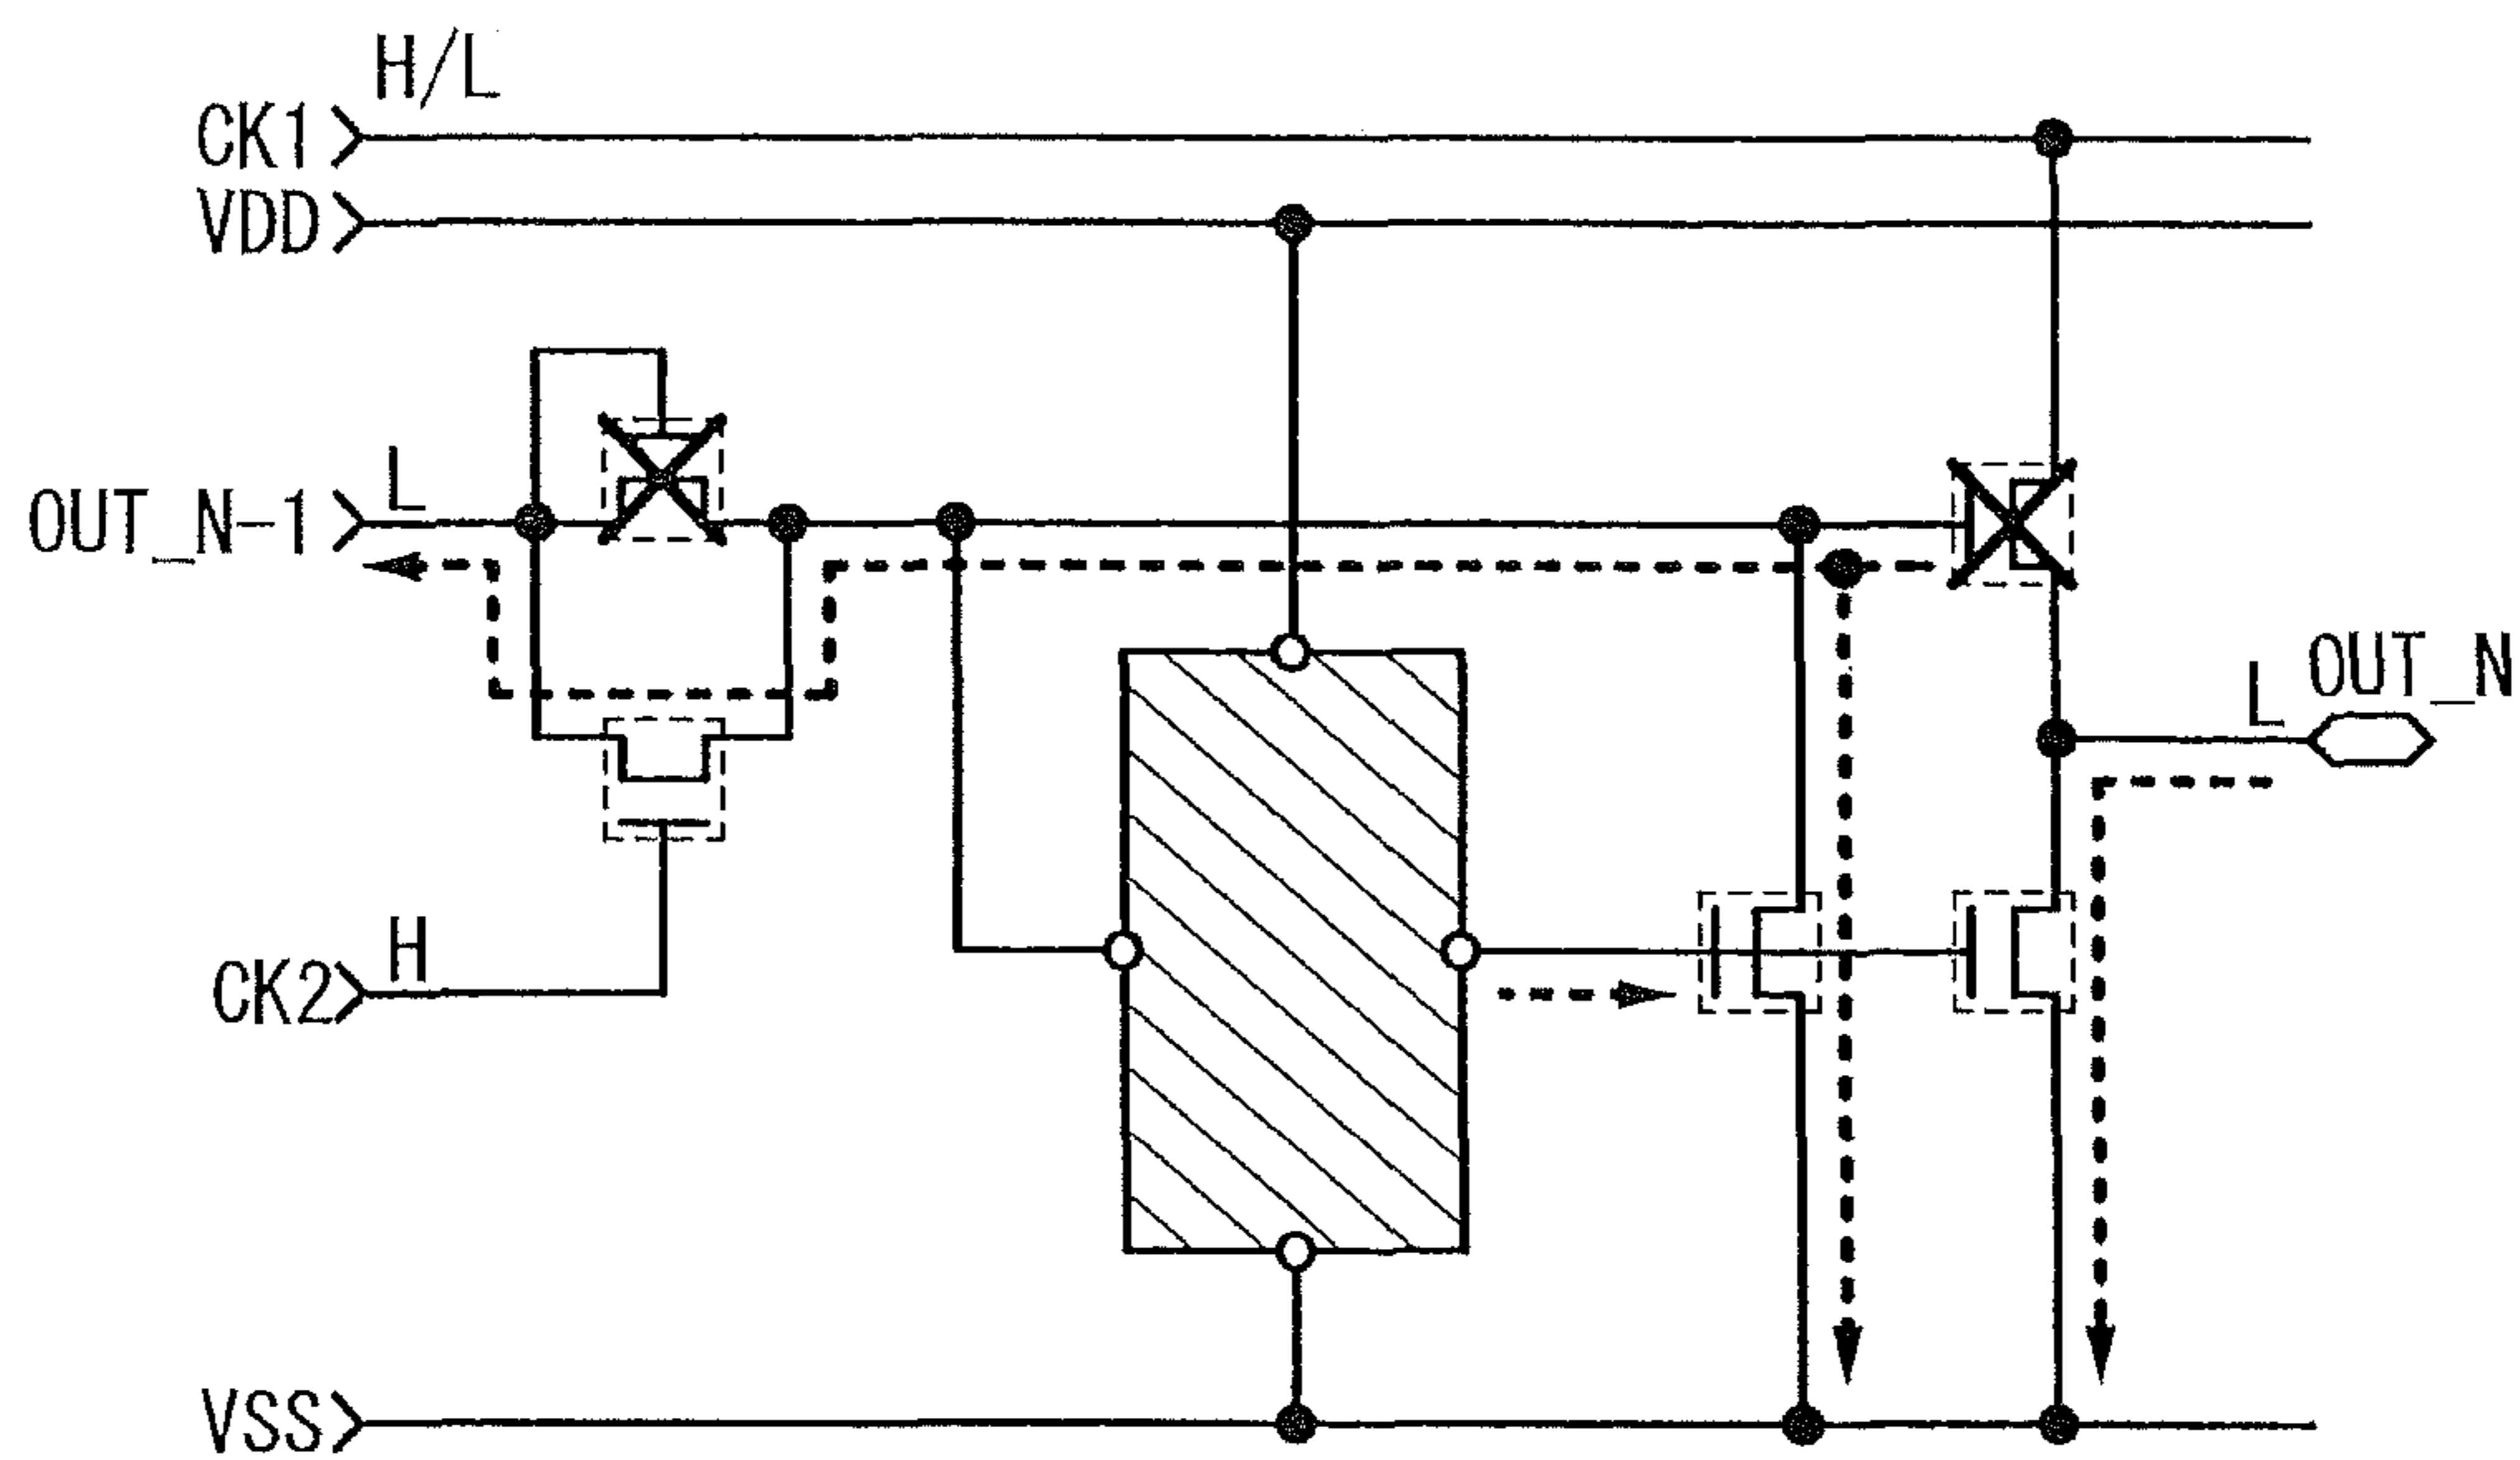 H/L
CK1
VDD
L
OUT_N-1
L
OUT_N
H
CK2
VSS